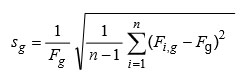 s_g = \frac{1}{F_g} \sqrt{\frac{1}{n-1} \sum_{i=1}^{n} (F_{i,g} - F_g)^2}